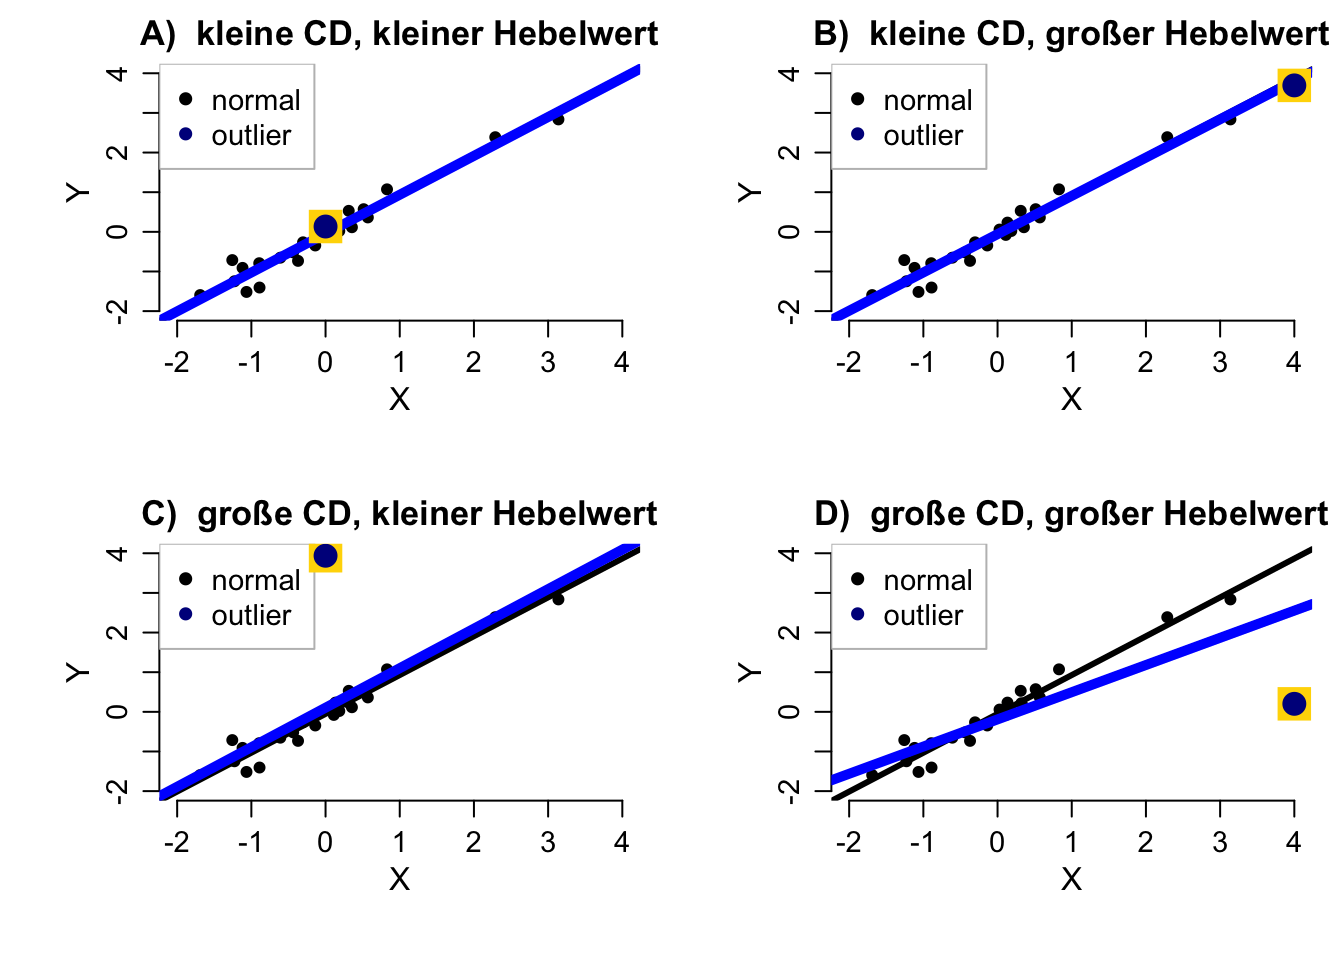 A)  kleine CD, kleiner Hebelwert
4
2
0
-2
Y
normal
outlier
-2 -1 0 1 2 3 4
X
B)  kleine CD, großer Hebelwert
4
2
0
-2
Y
normal
outlier
-2 -1 0 1 2 3 4
X
C)  große CD, kleiner Hebelwert
4
2
0
-2
Y
normal
outlier
-2 -1 0 1 2 3 4
X
D)  große CD, großer Hebelwert
4
2
0
-2
Y
normal
outlier
-2 -1 0 1 2 3 4
X